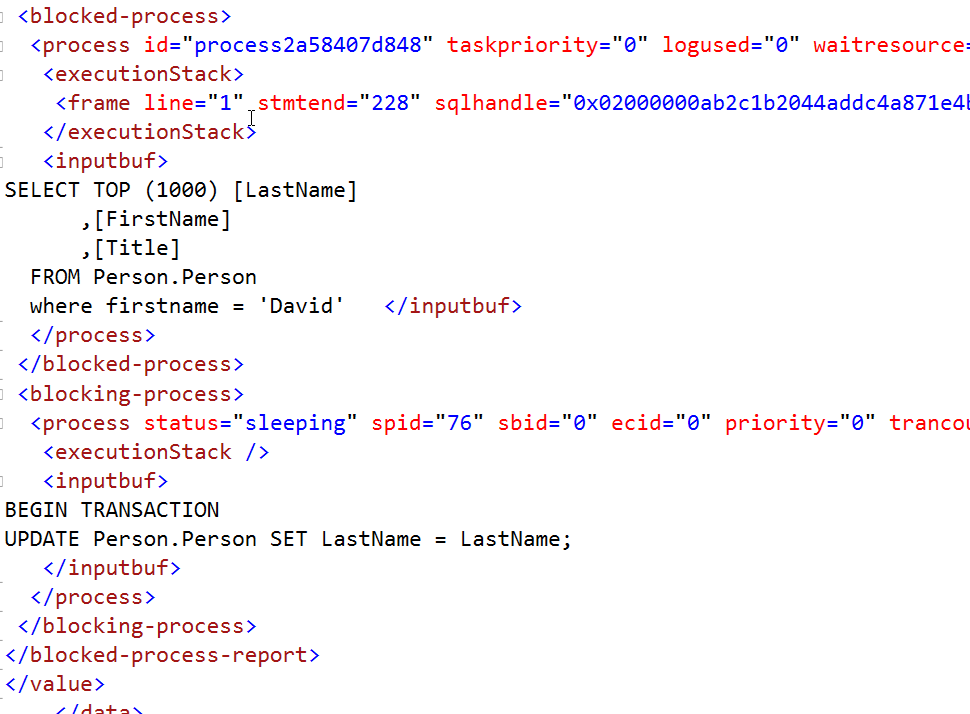 <blocked-process>
<process id="process2a58407d848" taskpriority="0" logused="0" waitresource=
<executionStack>
<frame line="1" stmtend="228" sqlhandle="0x02000000ab2c1b2044addc4a871e4b
</executionStack>
<inputbuf>
SELECT TOP (1000) [LastName]
,[FirstName]
,[Title]
FROM Person.Person
where firstname = 'David'   </inputbuf>
</process>
</blocked-process>
<blocking-process>
<process status="sleeping" spid="76" sbid="0" ecid="0" priority="0" trancou
<executionStack />
<inputbuf>
BEGIN TRANSACTION
UPDATE Person.Person SET LastName = LastName;
</inputbuf>
</process>
</blocking-process>
</blocked-process-report>
</value>
</data>